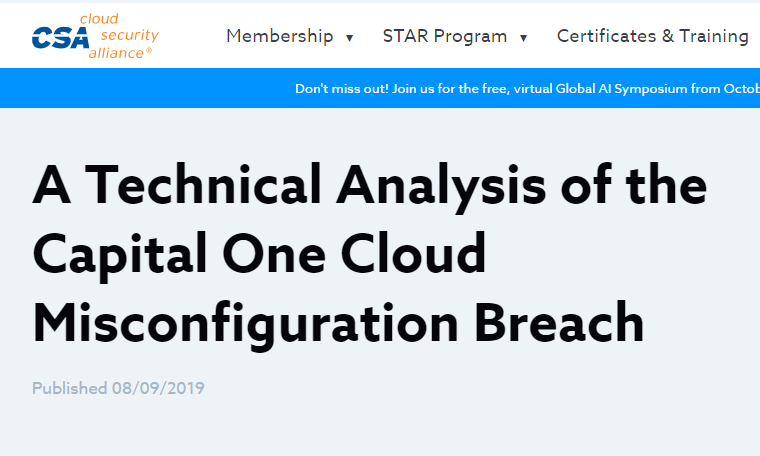 cloud
CSA security
alliance®
Membership ▼ STAR Program ▼ Certificates & Training
Don't miss out! Join us for the free, virtual Global AI Symposium from
A Technical Analysis of the
Capital One Cloud
Misconfiguration Breach
Published 08/09/2019